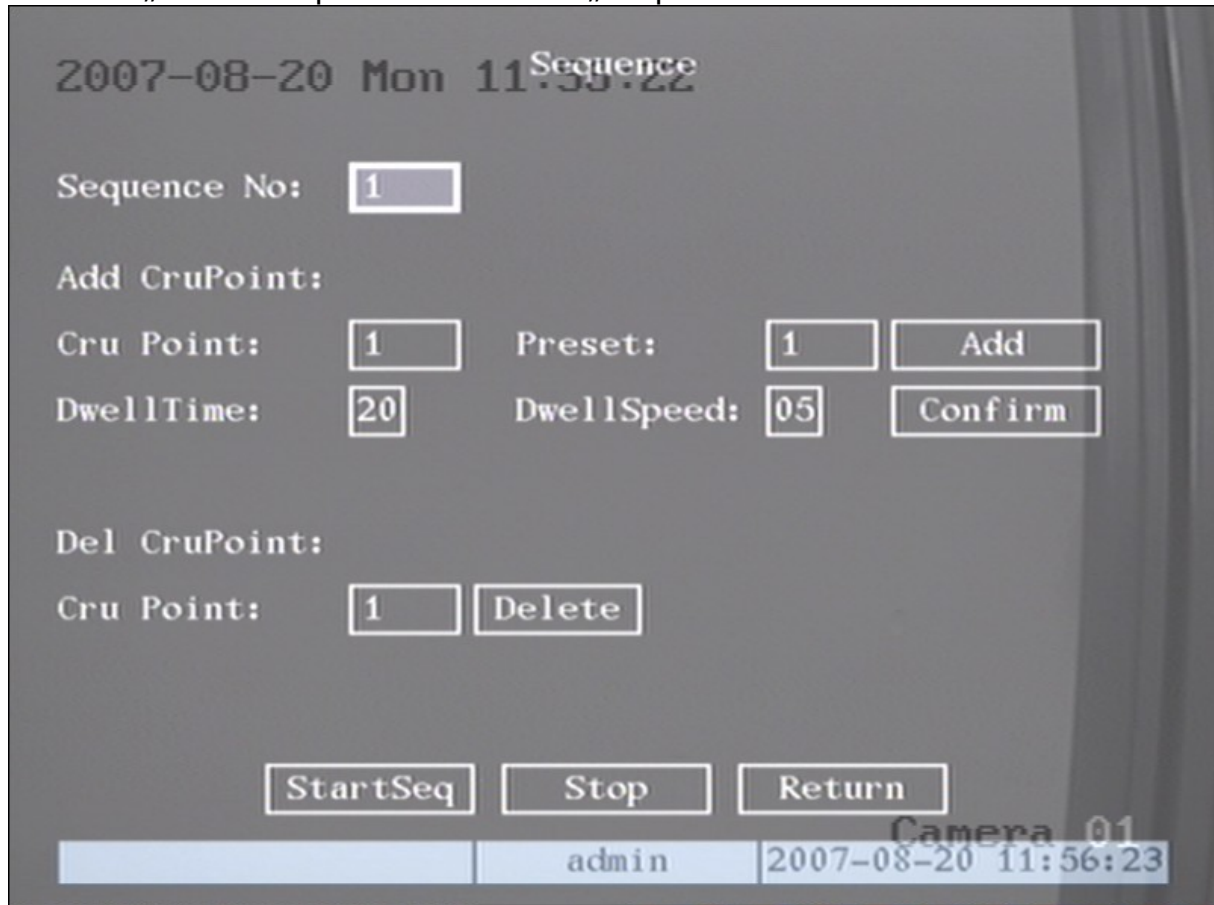 Sequence
2007-08-20 Mon 11:55:22
Sequence No: 1
Add CruPoint:
Cru Point: 1 Preset: 1 Add
DwellTime: 20 DwellSpeed: 05 Confirm
Del CruPoint:
Cru Point: 1 Delete
StartSeq Stop Return
Camera 01
admin 2007-08-20 11:56:23